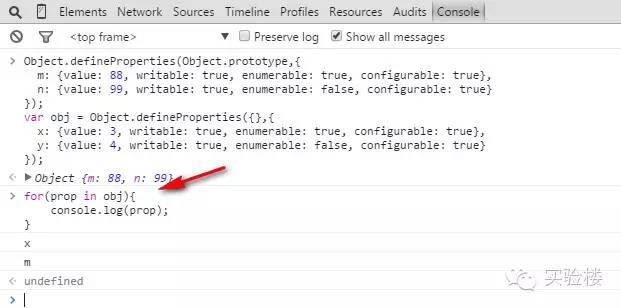 Elements Network Sources Timeline Profiles Resources Audits Console
<top frame> Preserve log Show all messages
Object.defineProperties(Object.prototype,{
m: {value: 88, writable: true, enumerable: true, configurable: true},
n: {value: 99, writable: true, enumerable: false, configurable: true}
});
var obj = Object.defineProperties({},{
x: {value: 3, writable: true, enumerable: true, configurable: true},
y: {value: 4, writable: true, enumerable: false, configurable: true}
});
Object {m: 88, n: 99}
for(prop in obj){
console.log(prop);
}
x
m
undefined
实验楼